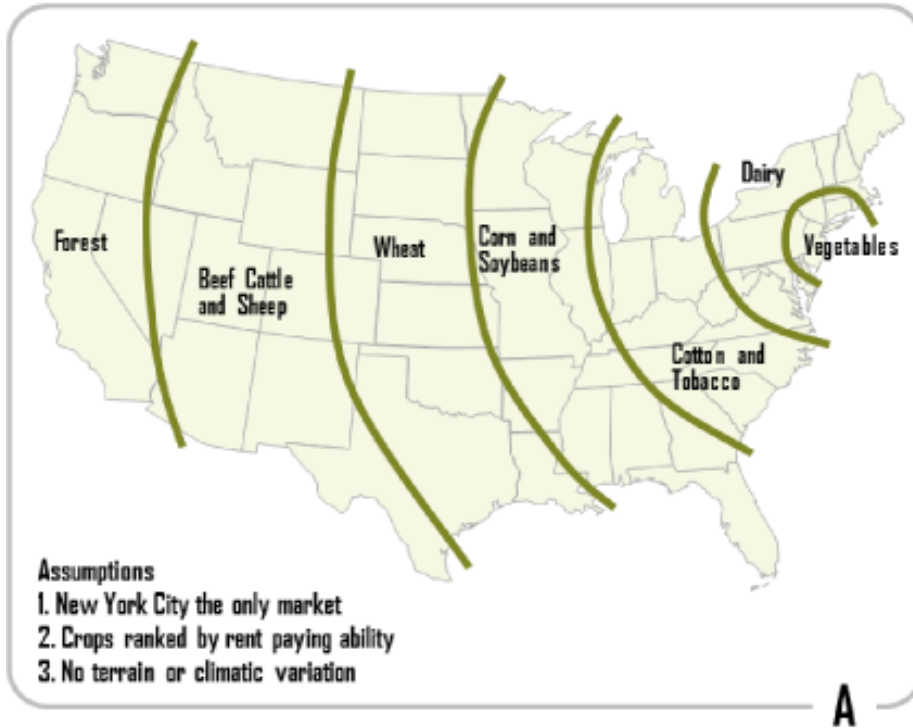 Dairy
Forest
Wheat
Corn and
Soybeans
Vegetables
Beef Cattle
and Sheep
Cotton and
Tobacco
Assumptions
1. New York City the only market
2. Crops ranked by rent paying ability
3. No terrain or climatic variation
A